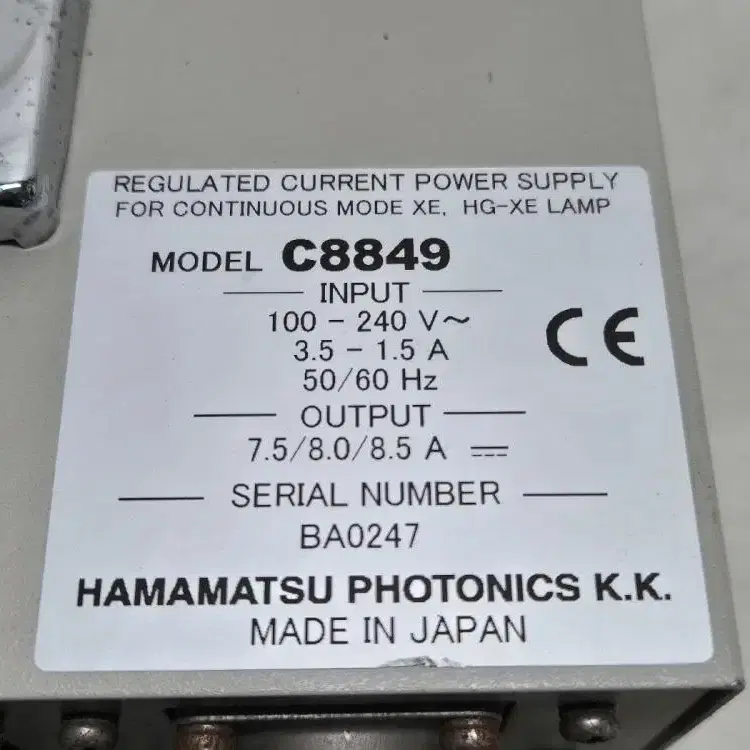 REGULATED CURRENT POWER SUPPLY
FOR CONTINUOUS MODE XE, HG-XE LAMP
MODEL C8849
INPUT
100 - 240 V~
3.5 - 1.5 A
50/60 Hz
CE
OUTPUT
7.5/8.0/8.5 A ⎓
SERIAL NUMBER
BA0247
HAMAMATSU PHOTONICS K.K.
MADE IN JAPAN